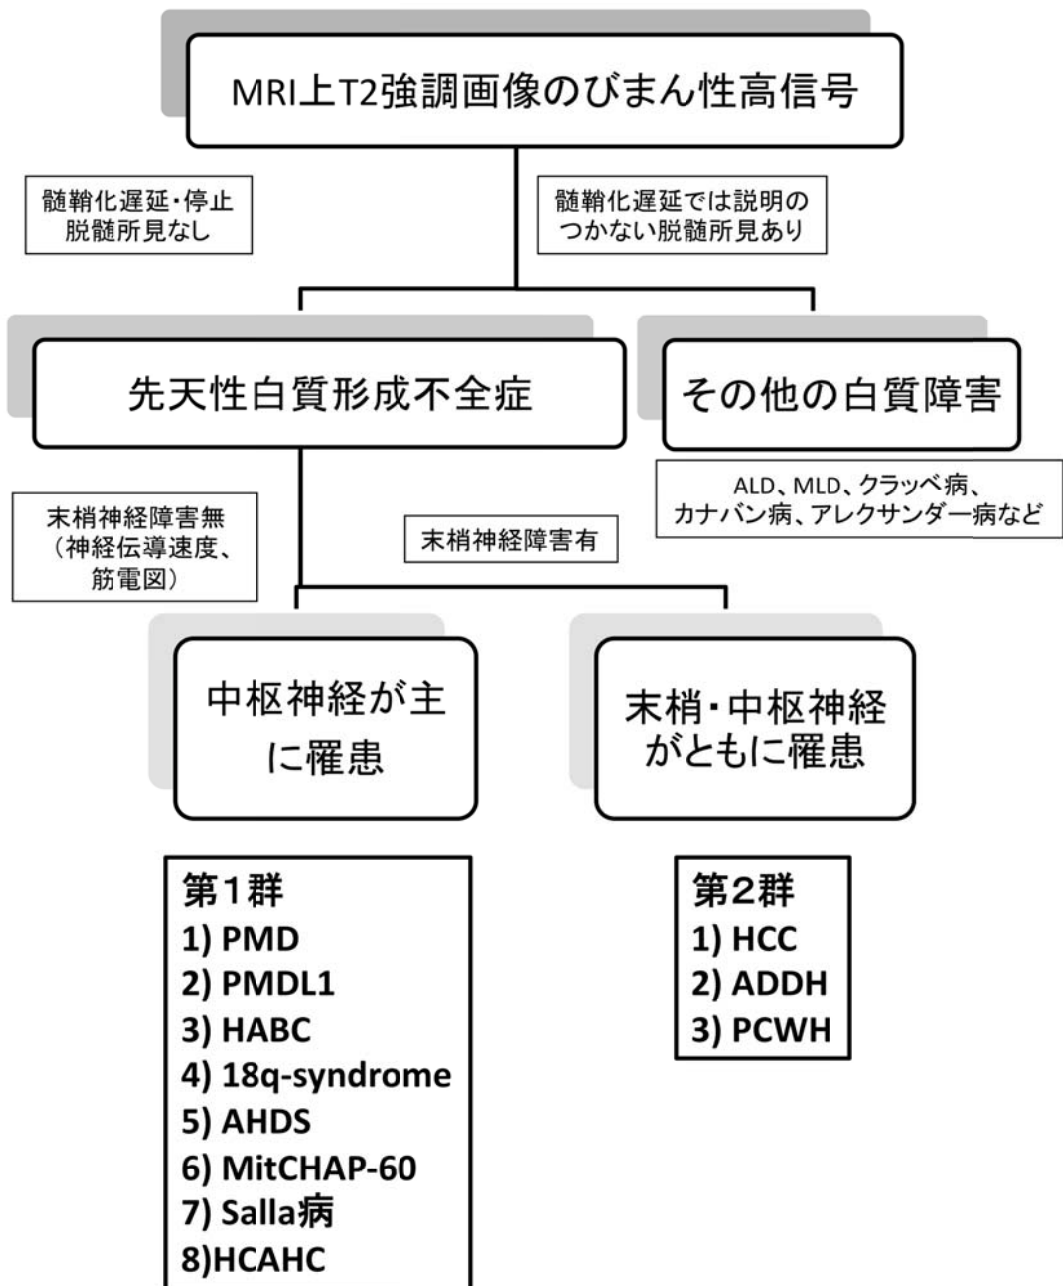 MRI上T2強調画像のびまん性高信号
髄鞘化遅延・停止
脱髄所見なし
髄鞘化遅延では説明の
つかない脱髄所見あり
先天性白質形成不全症
その他の白質障害
ALD、MLD、クラッベ病、
カナバン病、アレクサンダー病など
末梢神経障害無
（神経伝導速度、
筋電図）
末梢神経障害有
中枢神経が主
に罹患
末梢・中枢神経
がともに罹患
第１群
1) PMD
2) PMDL1
3) HABC
4) 18q-syndrome
5) AHDS
6) MitCHAP-60
7) Salla病
8)HCAHC
第２群
1) HCC
2) ADDH
3) PCWH